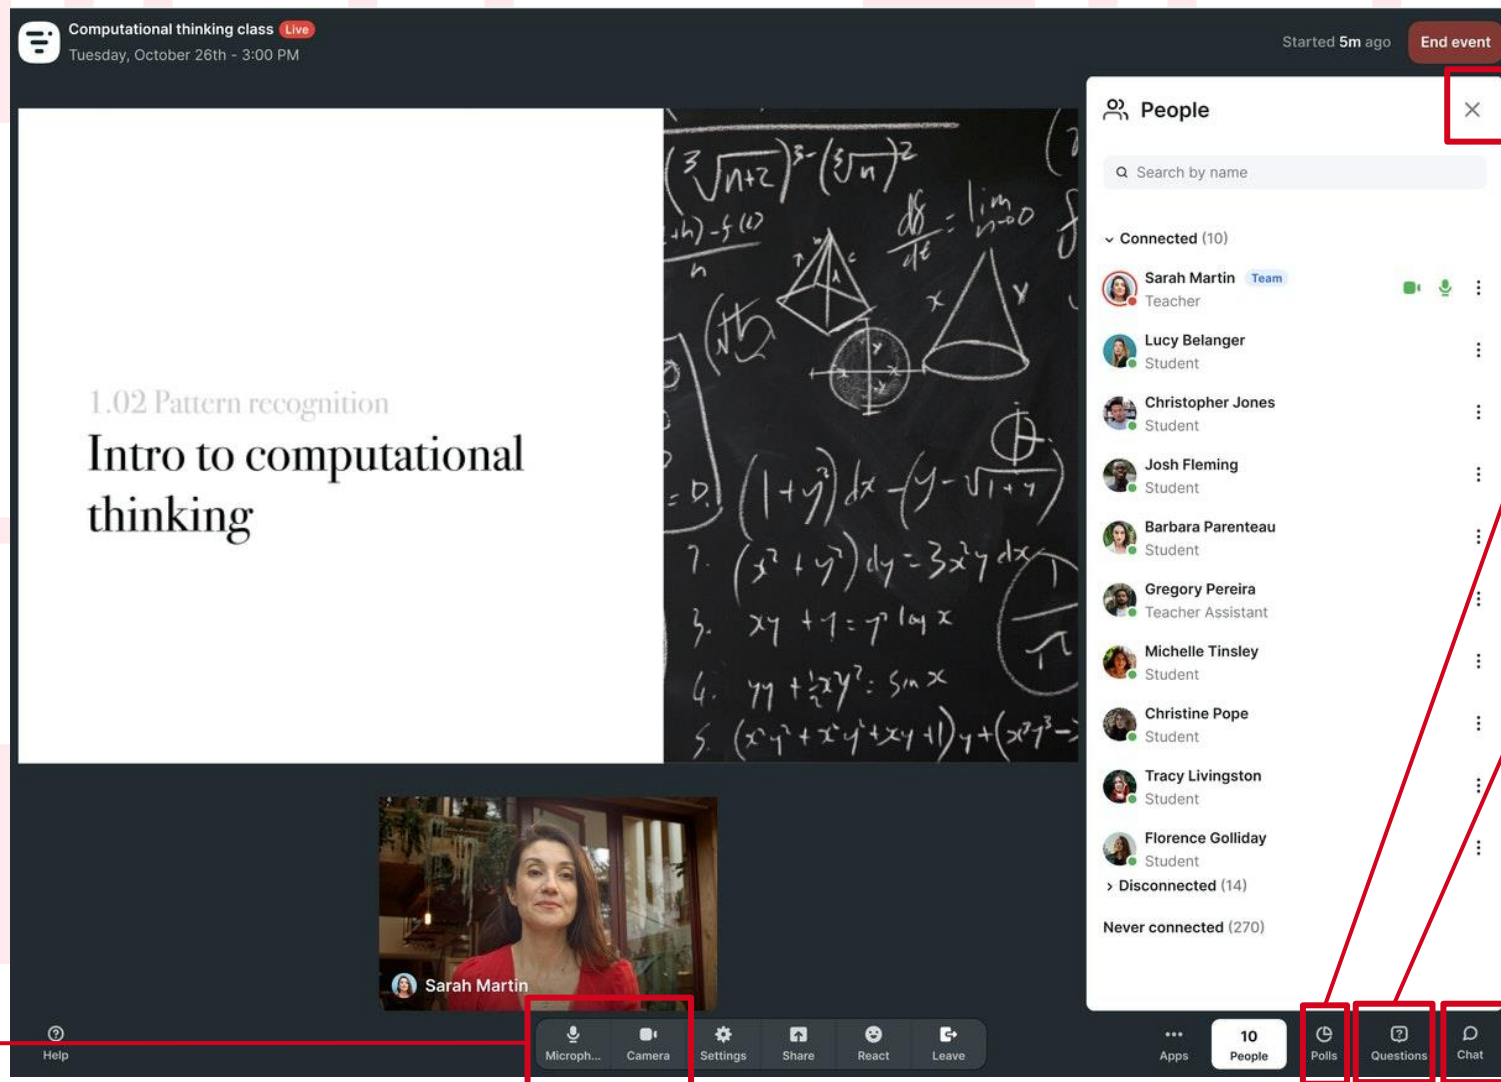 Computational thinking class Live
Tuesday, October 26th - 3:00 PM
Started 5m ago
End event
1.02 Pattern recognition
Intro to computational
thinking
People
Search by name
Connected (10)
Sarah Martin Team
Teacher
Lucy Belanger
Student
Christopher Jones
Student
Josh Fleming
Student
Barbara Parenteau
Student
Gregory Pereira
Teacher Assistant
Michelle Tinsley
Student
Christine Pope
Student
Tracy Livingston
Student
Florence Golliday
Student
Disconnected (14)
Never connected (270)
Sarah Martin
Help
Microph...
Camera
Settings
Share
React
Leave
Apps
10
People
Polls
Questions
Chat